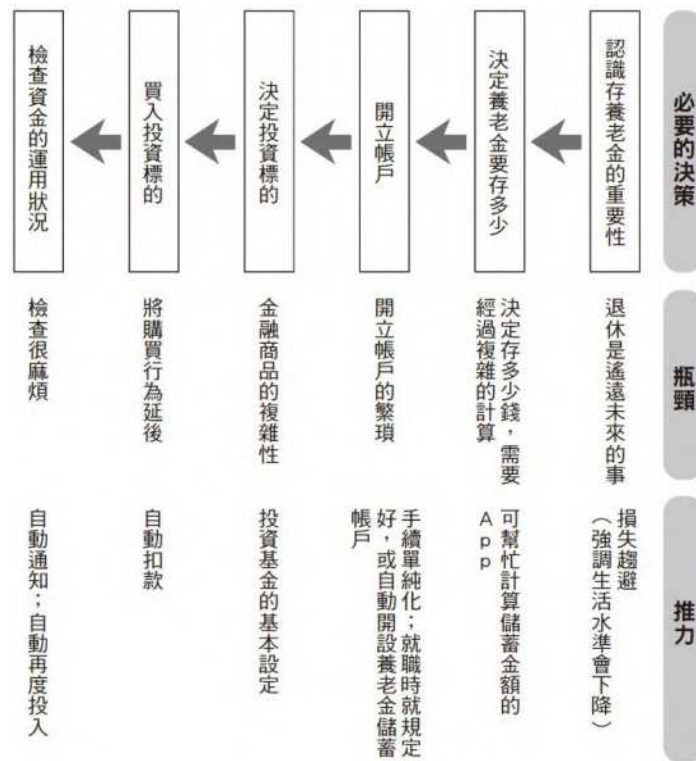 必要的決策
認識存養老金的重要性
決定養老金要存多少
開立帳戶
決定投資標的
買入投資標的
檢查資金的運用狀況
瓶頸
退休是遙遠未來的事
決定存多少錢，需要
經過複雜的計算
開立帳戶的繁瑣
金融商品的複雜性
將購買行為延後
檢查很麻煩
推力
損失趨避
（強調生活水準會下降）
可幫忙計算儲蓄金額的
App
手續單純化；就職時就規定
好，或自動開設養老金儲蓄
帳戶
投資基金的基本設定
自動扣款
自動通知；自動再度投入